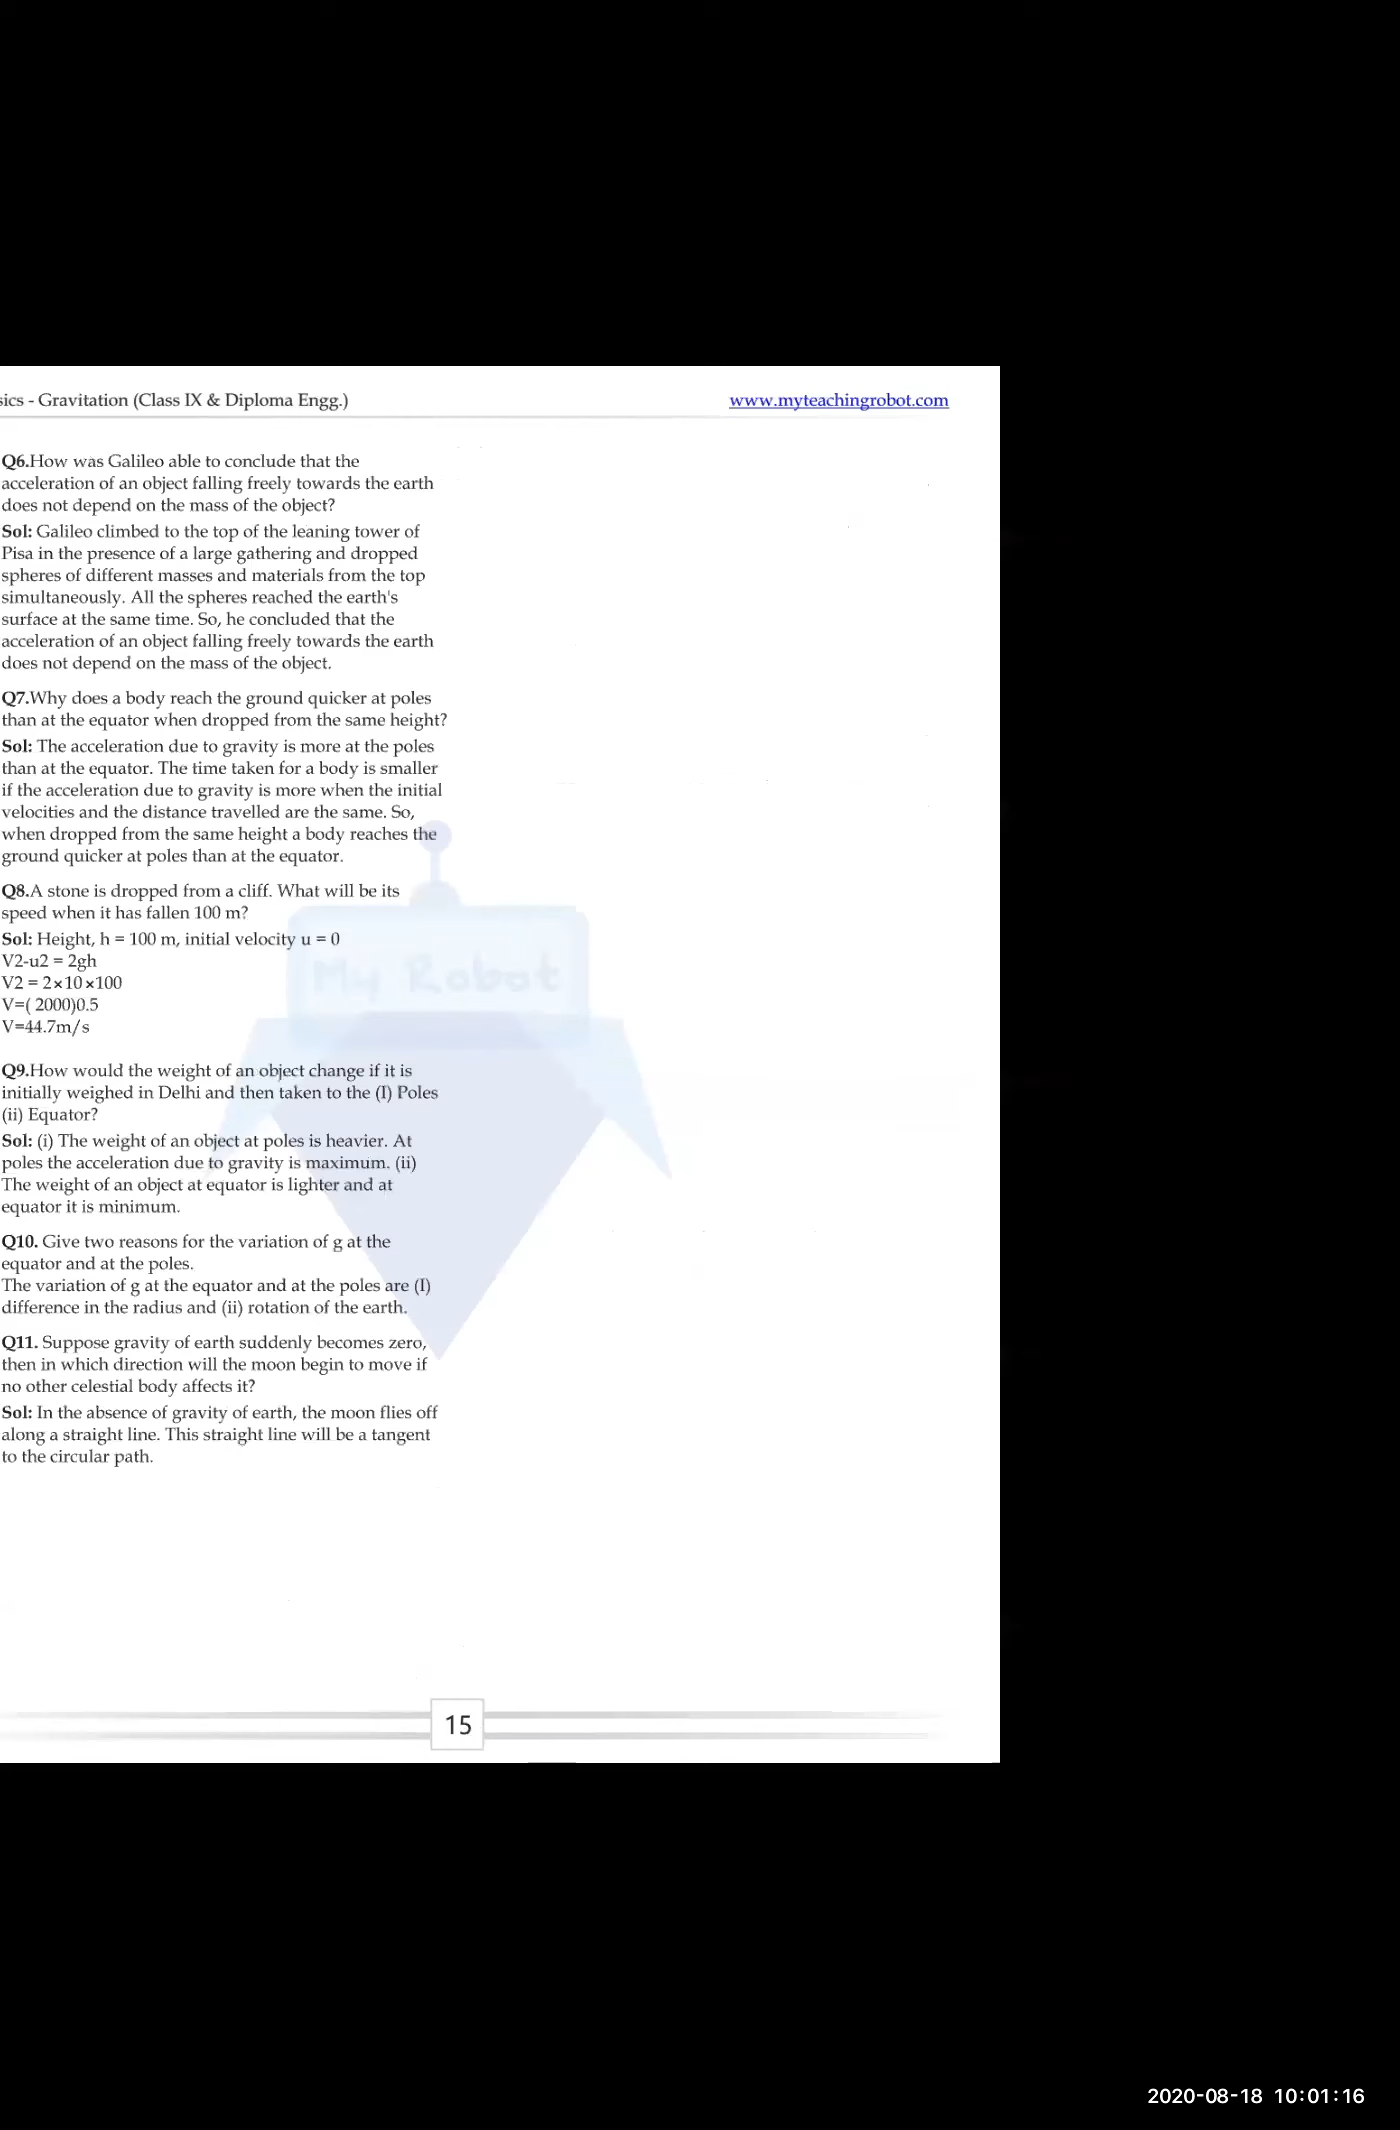 sics - Gravitation (Class IX & Diploma Engg.)
www.myteachingrobot.com
Q6.How was Galileo able to conclude that the
acceleration of an object falling freely towards the earth
does not depend on the mass of the object?
Sol: Galileo climbed to the top of the leaning tower of
Pisa in the presence of a large gathering and dropped
spheres of different masses and materials from the top
simultaneously. All the spheres reached the earth's
surface at the same time. So, he concluded that the
acceleration of an object falling freely towards the earth
does not depend on the mass of the object.
Q7.Why does a body reach the ground quicker at poles
than at the equator when dropped from the same height?
Sol: The acceleration due to gravity is more at the poles
than at the equator. The time taken for a body is smaller
if the acceleration due to gravity is more when the initial
velocities and the distance travelled are the same. So,
when dropped from the same height a body reaches the
ground quicker at poles than at the equator.
Q8.A stone is dropped from a cliff. What will be its
speed when it has fallen 100 m?
Sol: Height, h = 100 m, initial velocity u = 0
V2-u2 = 2gh
V2 = 2×10×100
V=( 2000)0.5
V=44.7m/s
My Robot
Q9.How would the weight of an object change if it is
initially weighed in Delhi and then taken to the (I) Poles
(ii) Equator?
Sol: (i) The weight of an object at poles is heavier. At
poles the acceleration due to gravity is maximum. (ii)
The weight of an object at equator is lighter and at
equator it is minimum.
Q10. Give two reasons for the variation of g at the
equator and at the poles.
The variation of g at the equator and at the poles are (I)
difference in the radius and (ii) rotation of the earth.
Q11. Suppose gravity of earth suddenly becomes zero,
then in which direction will the moon begin to move if
no other celestial body affects it?
Sol: In the absence of gravity of earth, the moon flies off
along a straight line. This straight line will be a tangent
to the circular path.
15
2020-08-18 10:01:16